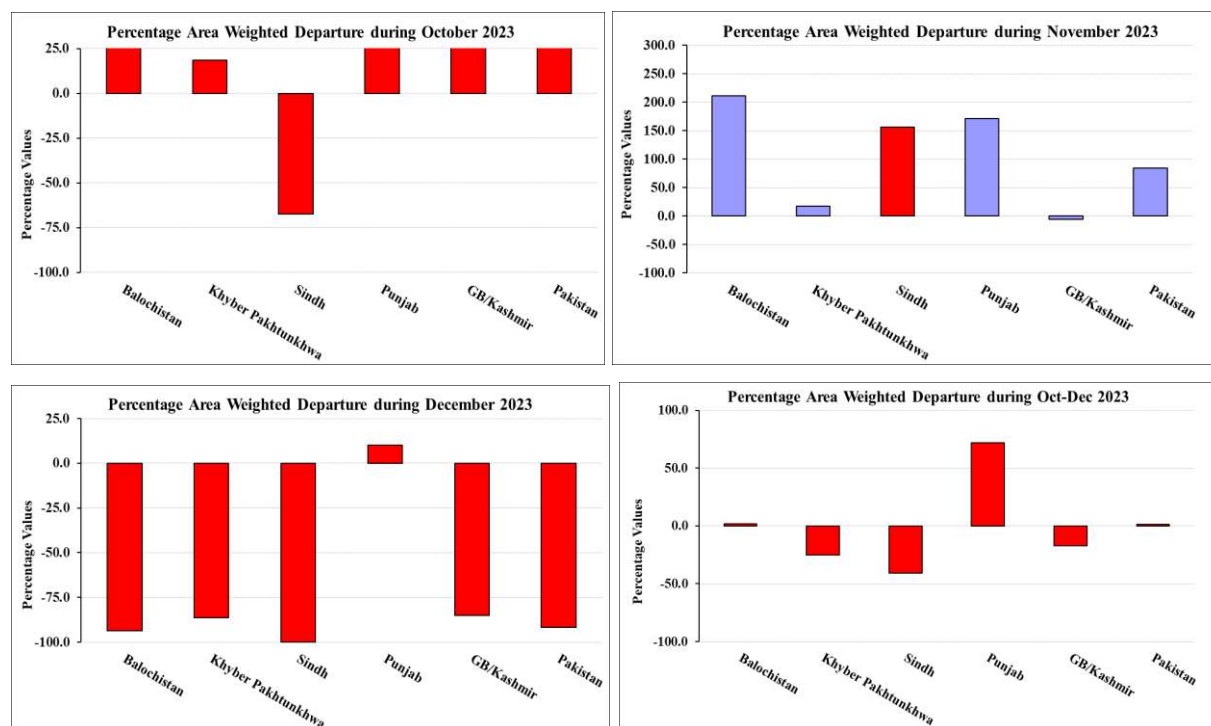 Percentage Area Weighted Departure during October 2023
Percentage Values
25.0
0.0
-25.0
-50.0
-75.0
-100.0
Balochistan
Khyber Pakhtunkhwa
Sindh
Punjab
GB/Kashmir
Pakistan
Percentage Area Weighted Departure during November 2023
Percentage Values
300.0
250.0
200.0
150.0
100.0
50.0
0.0
-50.0
-100.0
Balochistan
Khyber Pakhtunkhwa
Sindh
Punjab
GB/Kashmir
Pakistan
Percentage Area Weighted Departure during December 2023
Percentage Values
25.0
0.0
-25.0
-50.0
-75.0
-100.0
Balochistan
Khyber Pakhtunkhwa
Sindh
Punjab
GB/Kashmir
Pakistan
Percentage Area Weighted Departure during Oct-Dec 2023
Percentage Values
100.0
50.0
0.0
-50.0
-100.0
Balochistan
Khyber Pakhtunkhwa
Sindh
Punjab
GB/Kashmir
Pakistan